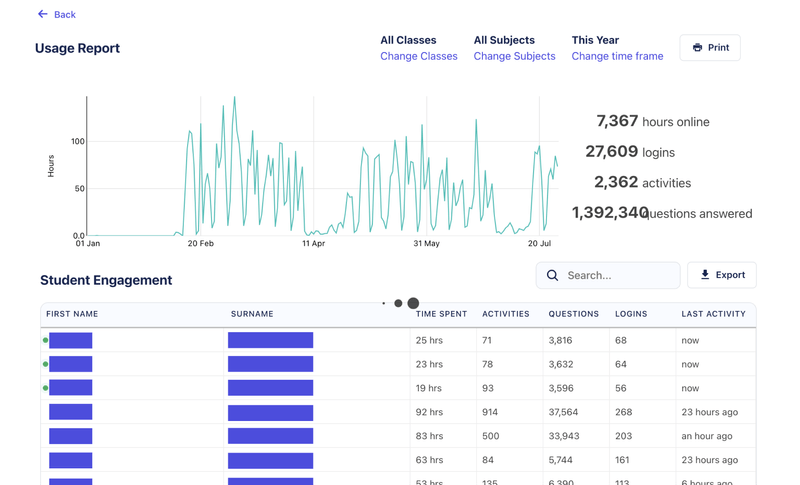 Back
Usage Report
All Classes
Change Classes
All Subjects
Change Subjects
This Year
Change time frame
Print
Hours
100
50
0.0
01 Jan 20 Feb 11 Apr 31 May 20 Jul
7,367 hours online
27,609 logins
2,362 activities
1,392,340 questions answered
Student Engagement
Search...
Export
FIRST NAME SURNAME TIME SPENT ACTIVITIES QUESTIONS LOGINS LAST ACTIVITY
25 hrs 71 3,816 68 now
23 hrs 78 3,632 64 now
19 hrs 93 3,596 56 now
92 hrs 914 37,564 268 23 hours ago
83 hrs 500 33,943 203 an hour ago
63 hrs 84 5,744 161 23 hours ago
53 hrs 135 6,390 113 6 hours ago